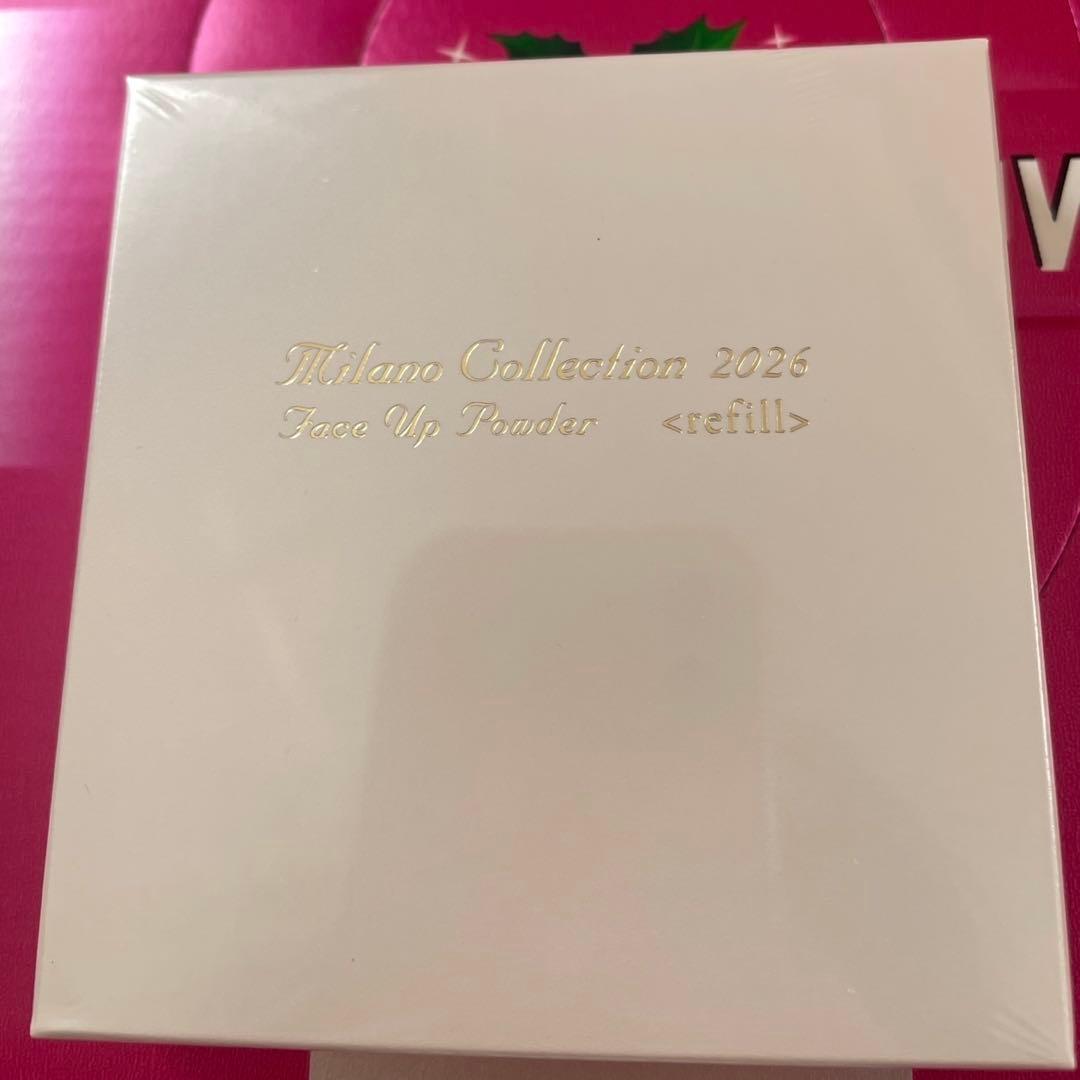 Milano Collection 2026
Face Up Powder <refill>
W